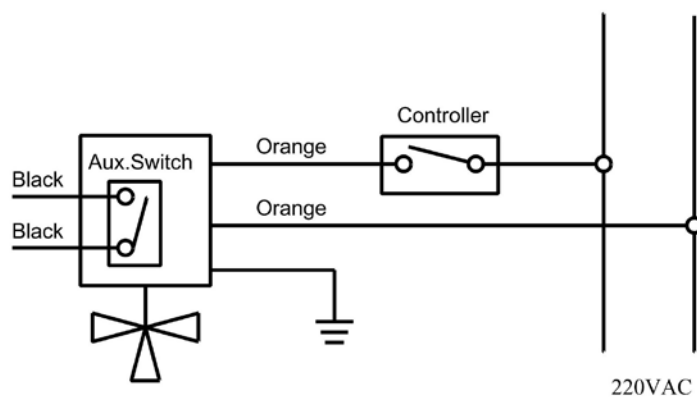 Controller
Orange
Aux.Switch
Black
Orange
Black
220VAC